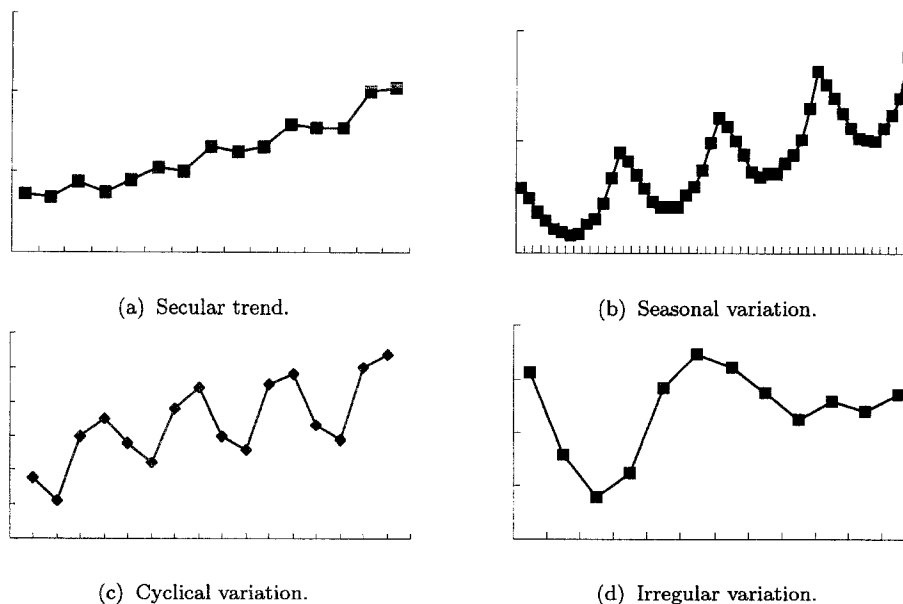 (a) Secular trend.
(b) Seasonal variation.
(c) Cyclical variation.
(d) Irregular variation.